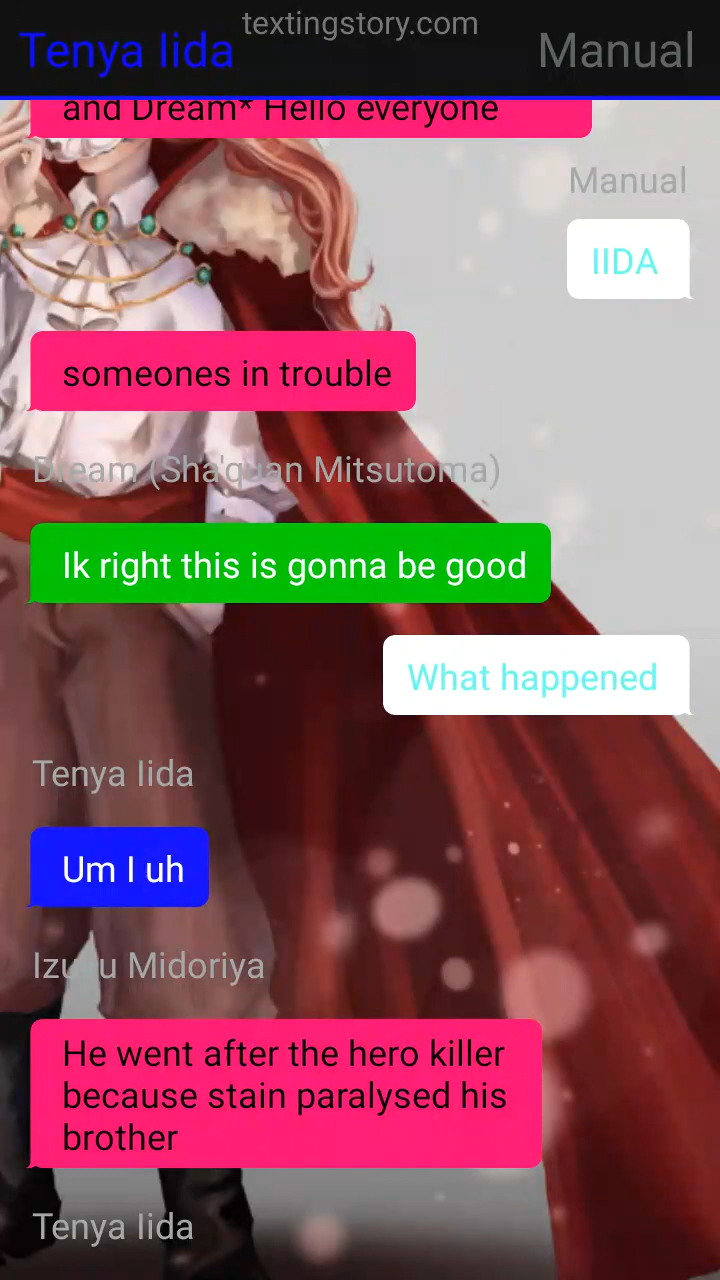 textingstory.com
Tenya Iida
Manual
and Dream* Hello everyone
Manual
IIDA
someones in trouble
Dream (Sha'quan Mitsutoma)
Ik right this is gonna be good
What happened
Tenya Iida
Um I uh
Izuku Midoriya
He went after the hero killer
because stain paralysed his
brother
Tenya Iida